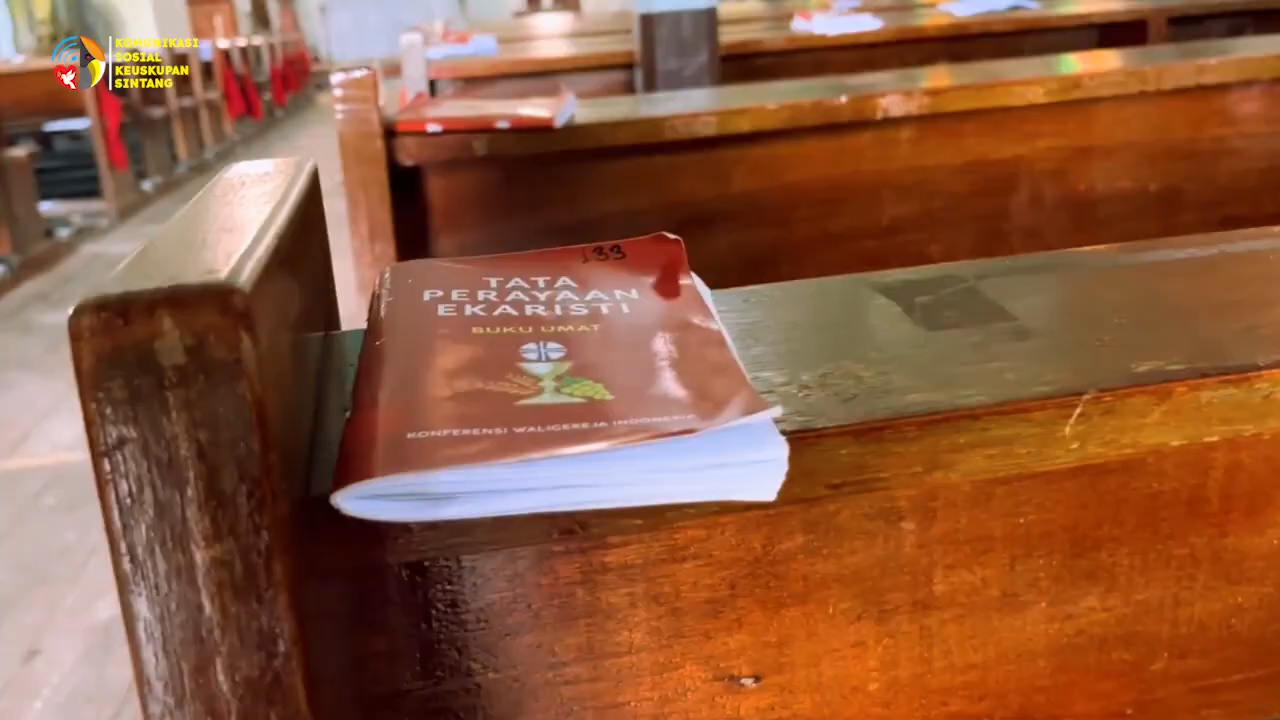 KOMUNIKASI
SOSIAL
KEUSKUPAN
SINTANG
133
TATA
PERAYAAN
EKARISTI
BUKU UMAT
KONFERENSI WALIGEREJA INDONESIA